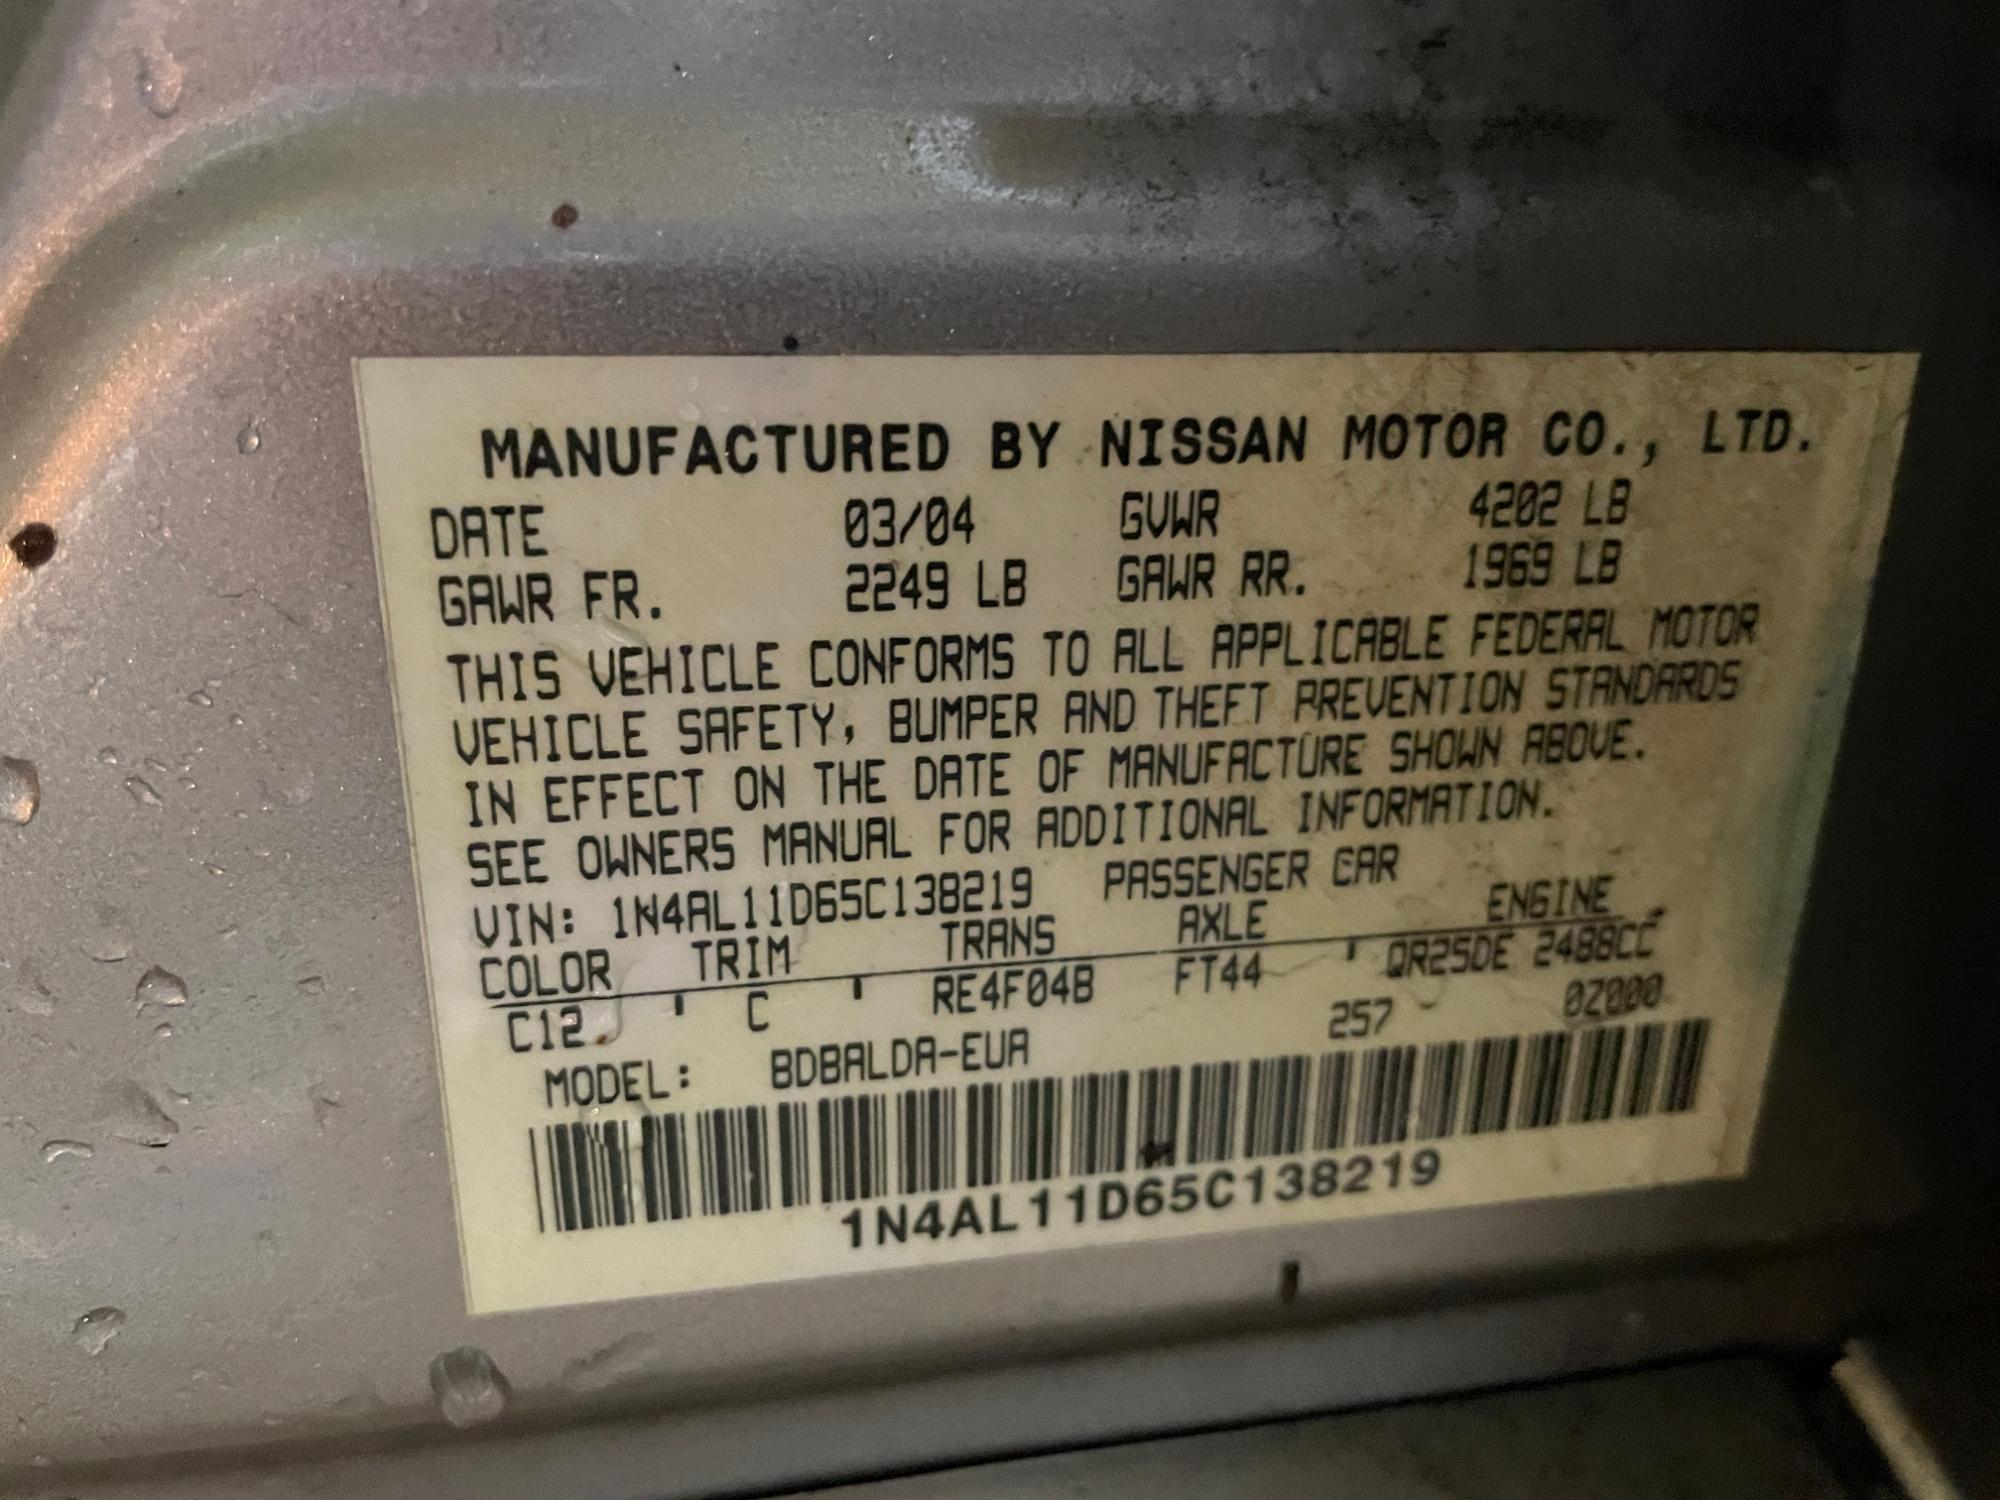 MANUFACTURED BY NISSAN MOTOR CO., LTD.
DATE 03/04 GVWR 4202 LB
GAWR FR. 2249 LB GAWR RR. 1969 LB
THIS VEHICLE CONFORMS TO ALL APPLICABLE FEDERAL MOTOR
VEHICLE SAFETY, BUMPER AND THEFT PREVENTION STANDARDS
IN EFFECT ON THE DATE OF MANUFACTURE SHOWN ABOVE.
SEE OWNERS MANUAL FOR ADDITIONAL INFORMATION.
VIN: 1N4AL11D65C138219 PASSENGER CAR
COLOR TRIM TRANS AXLE ENGINE
C12 C RE4F04B FT44 QR25DE 2488CC
MODEL: BDBALDA-EUA 257 0Z000
1N4AL11D65C138219